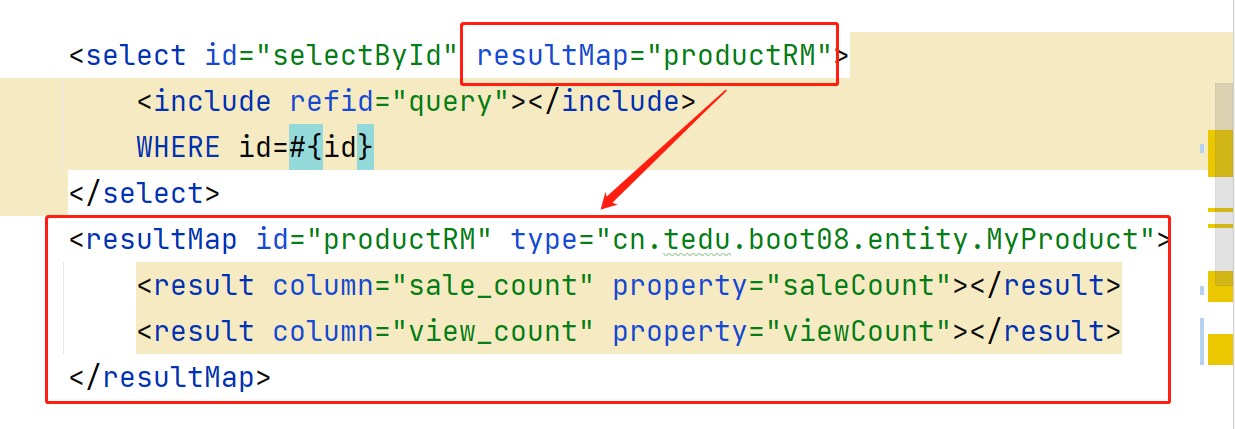 <select id="selectById" resultMap="productRM">
<include refid="query"></include>
WHERE id=#{id}
</select>
<resultMap id="productRM" type="cn.tedu.boot08.entity.MyProduct">
<result column="sale_count" property="saleCount"></result>
<result column="view_count" property="viewCount"></result>
</resultMap>